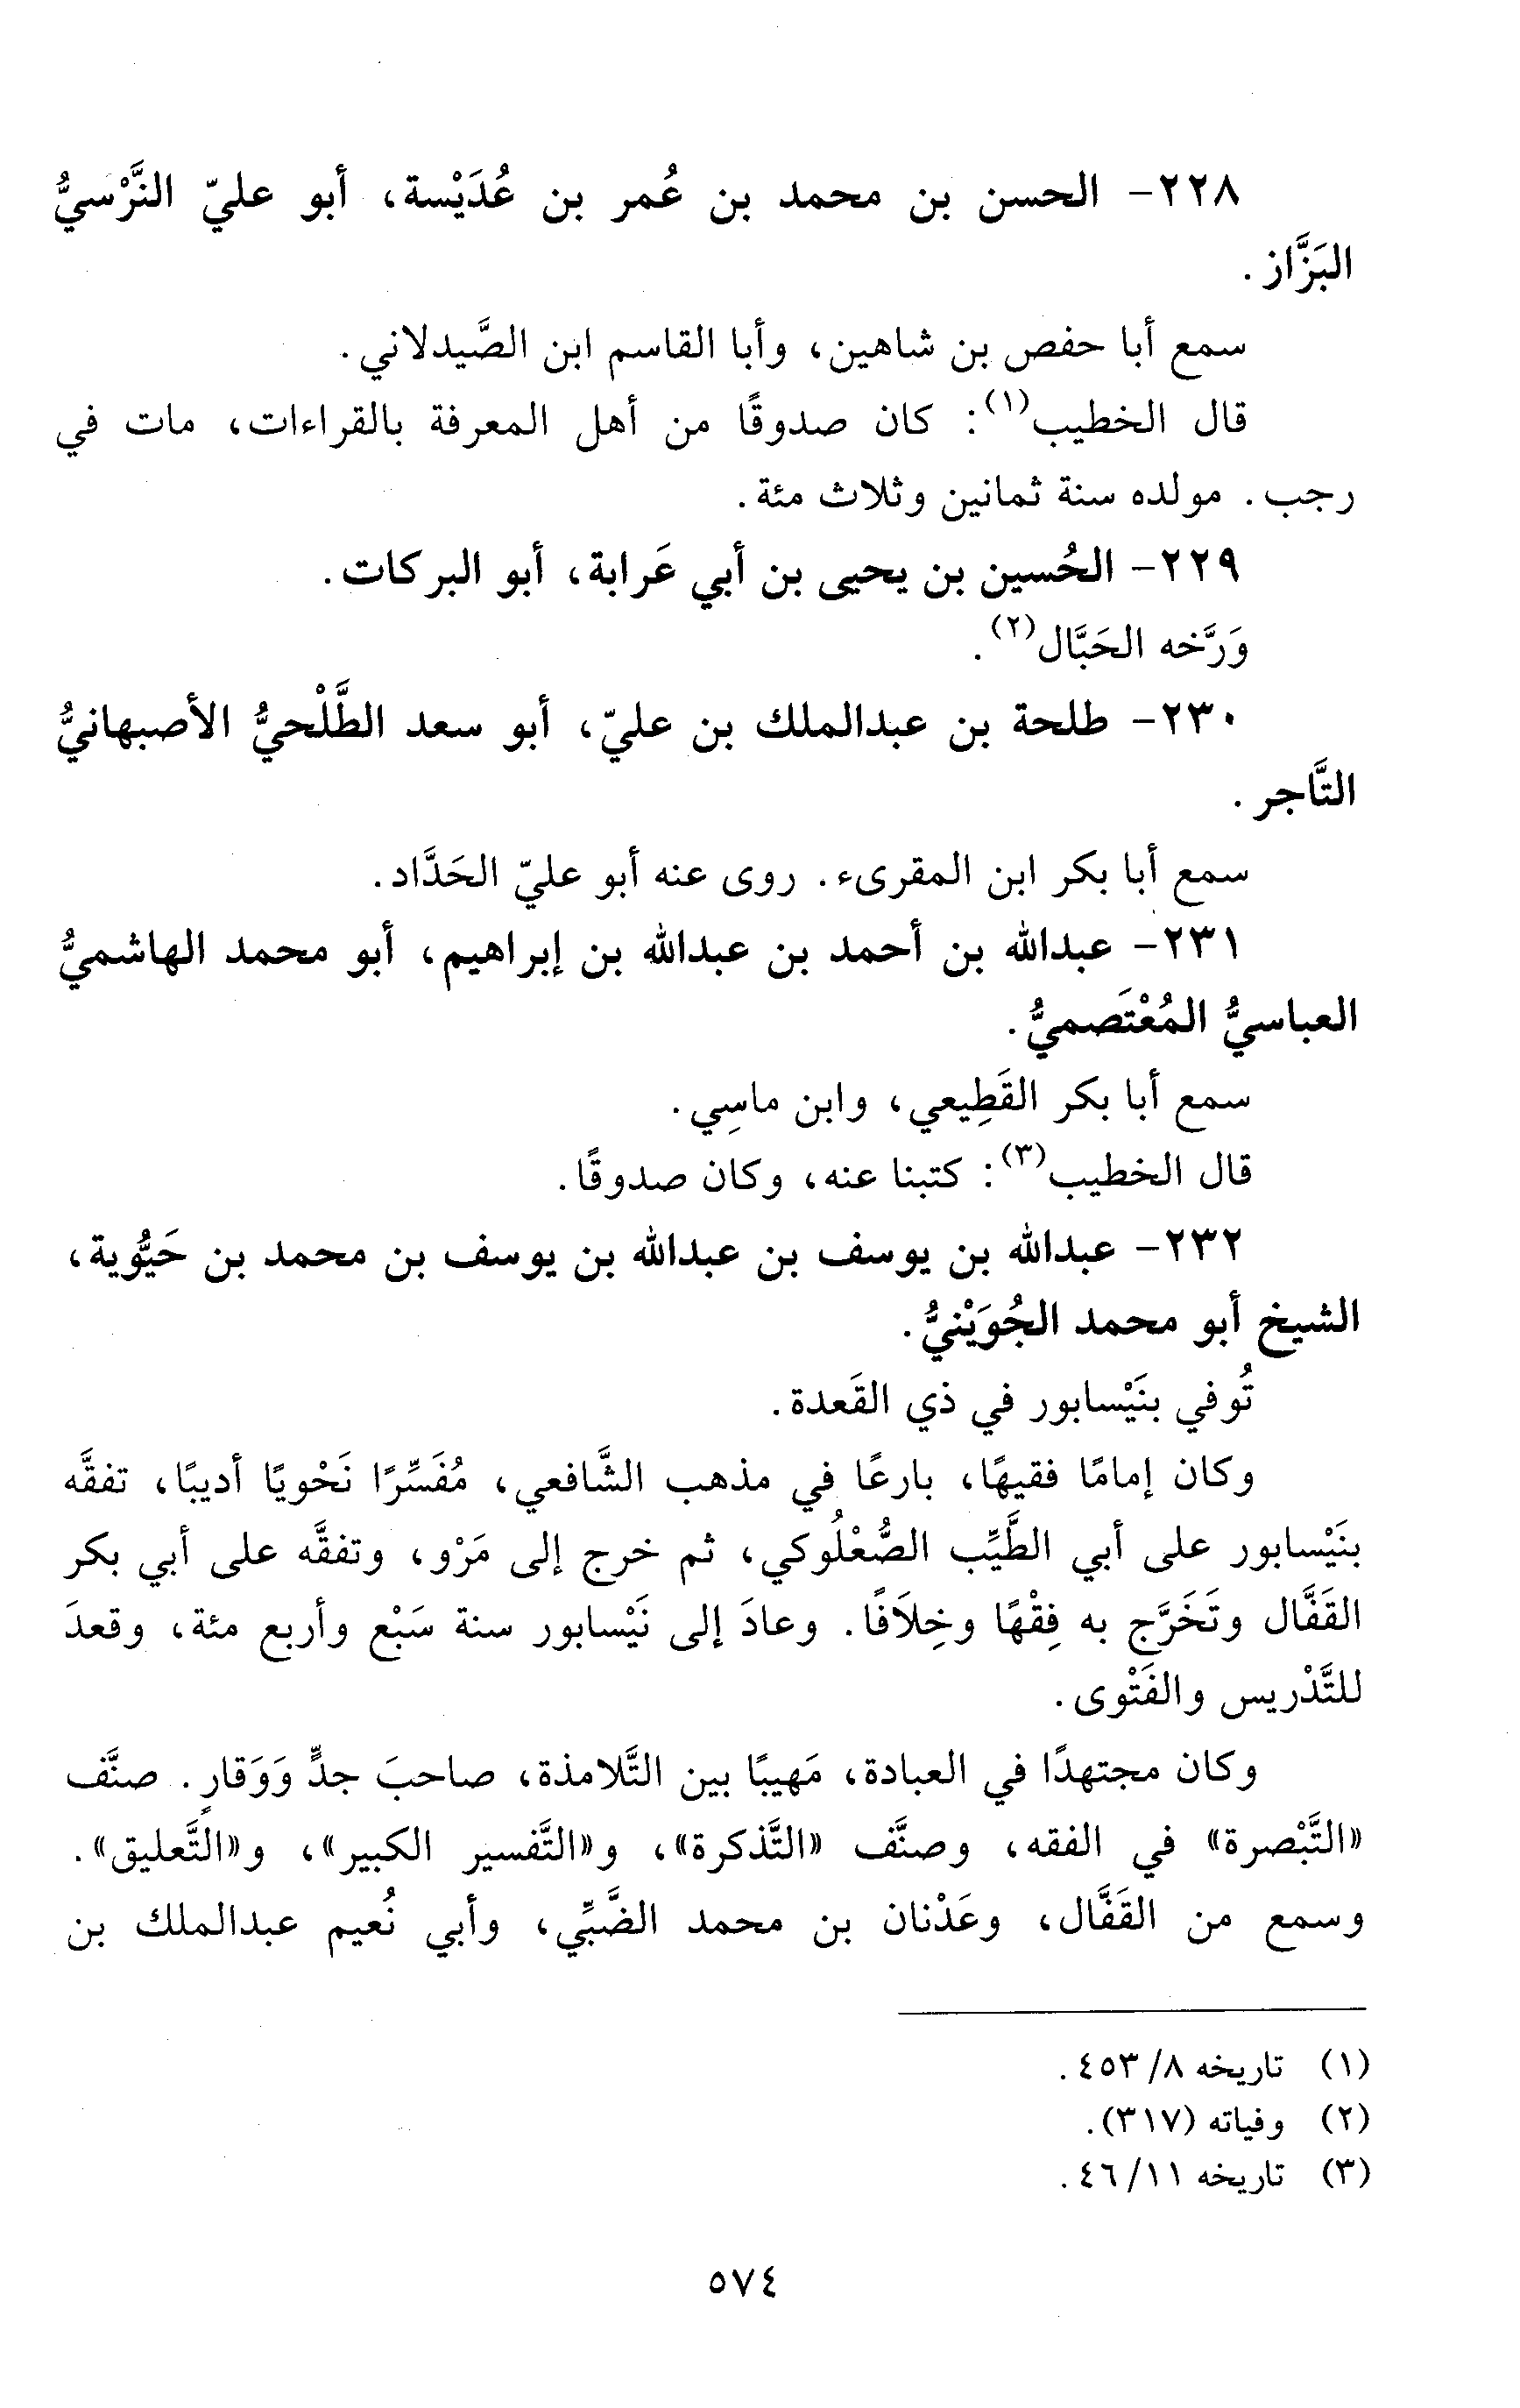 ٢٢٨- الحسن بن محمد بن عُمر بن عُدَيْسة، أبو عليّ النَّرْسيُّ
البَزَّاز.
سمع أبا حفص بن شاهين، وأبا القاسم ابن الصَّيدلاني.
قال الخطيب(١): كان صدوقًا من أهل المعرفة بالقراءات، مات في
رجب. مولده سنة ثمانين وثلاث مئة.
٢٢٩- الحُسين بن يحيى بن أبي عَرابة، أبو البركات.
وَرَّخه الحَبَّال(٢).
٢٣٠- طلحة بن عبدالملك بن عليّ، أبو سعد الطَّلْحيُّ الأصبهانيُّ
التَّاجر.
سمع أبا بكر ابن المقرىء. روى عنه أبو عليّ الحَدَّاد.
٢٣١- عبدالله بن أحمد بن عبدالله بن إبراهيم، أبو محمد الهاشميُّ
العباسيُّ المُعْتَصميُّ.
سمع أبا بكر القَطِيعي، وابن ماسِي.
قال الخطيب(٣): كتبنا عنه، وكان صدوقًا.
٢٣٢- عبدالله بن يوسف بن عبدالله بن يوسف بن محمد بن حَيُّوية،
الشيخ أبو محمد الجُوَيْنيُّ.
تُوفي بنَيْسابور في ذي القَعدة.
وكان إمامًا فقيهًا، بارعًا في مذهب الشَّافعي، مُفَسِّرًا نَحْويًا أديبًا، تفقَّه
بنَيْسابور على أبي الطَّيِّب الصُّعْلُوكي، ثم خرج إلى مَرْو، وتفقَّه على أبي بكر
القَفَّال وتَخَرَّج به فِقْهًا وخِلَافًا. وعادَ إلى نَيْسابور سنة سَبْع وأربع مئة، وقعدَ
للتَّدْريس والفَتْوى.
وكان مجتهدًا في العبادة، مَهيبًا بين التَّلامذة، صاحبَ جدٍّ وَوَقارٍ. صنَّف
«التَّبْصرة» في الفقه، وصنَّف «التَّذكرة»، و«التَّفسير الكبير»، و«التَّعليق».
وسمع من القَفَّال، وعَدْنان بن محمد الضَّبِّي، وأبي نُعيم عبدالملك بن
(١) تاريخه ٨/ ٤٥٣.
(٢) وفياته (٣١٧).
(٣) تاريخه ١١/ ٤٦.
٥٧٤